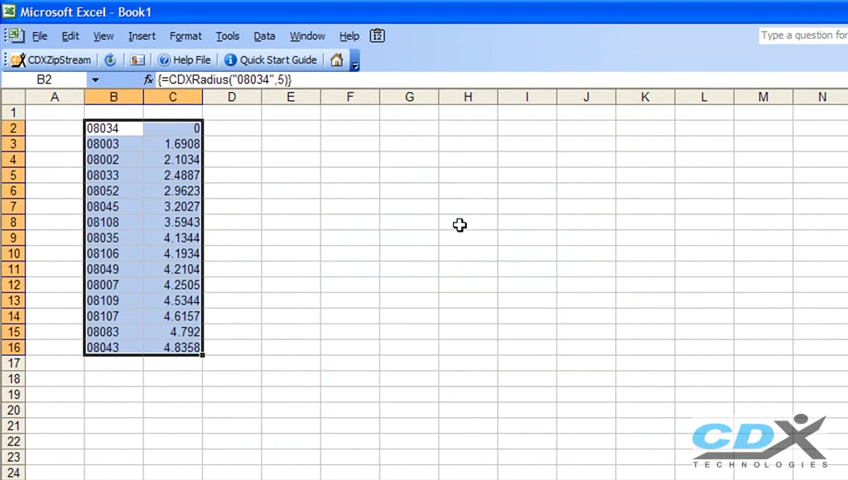 Microsoft Excel - Book1
File Edit View Insert Format Tools Data Window Help
Type a question for
CDXZipStream Help File Quick Start Guide
B2 fx {=CDXRadius("08034",5)}
A B C D E F G H I J K L M N
1
2 08034 0
3 08003 1.6908
4 08002 2.1034
5 08033 2.4887
6 08052 2.9623
7 08045 3.2027
8 08108 3.5943
9 08035 4.1344
10 08106 4.1934
11 08049 4.2104
12 08007 4.2505
13 08109 4.5344
14 08107 4.6157
15 08083 4.792
16 08043 4.8358
17
18
19
20
21
22
23
24
CDX
TECHNOLOGIES